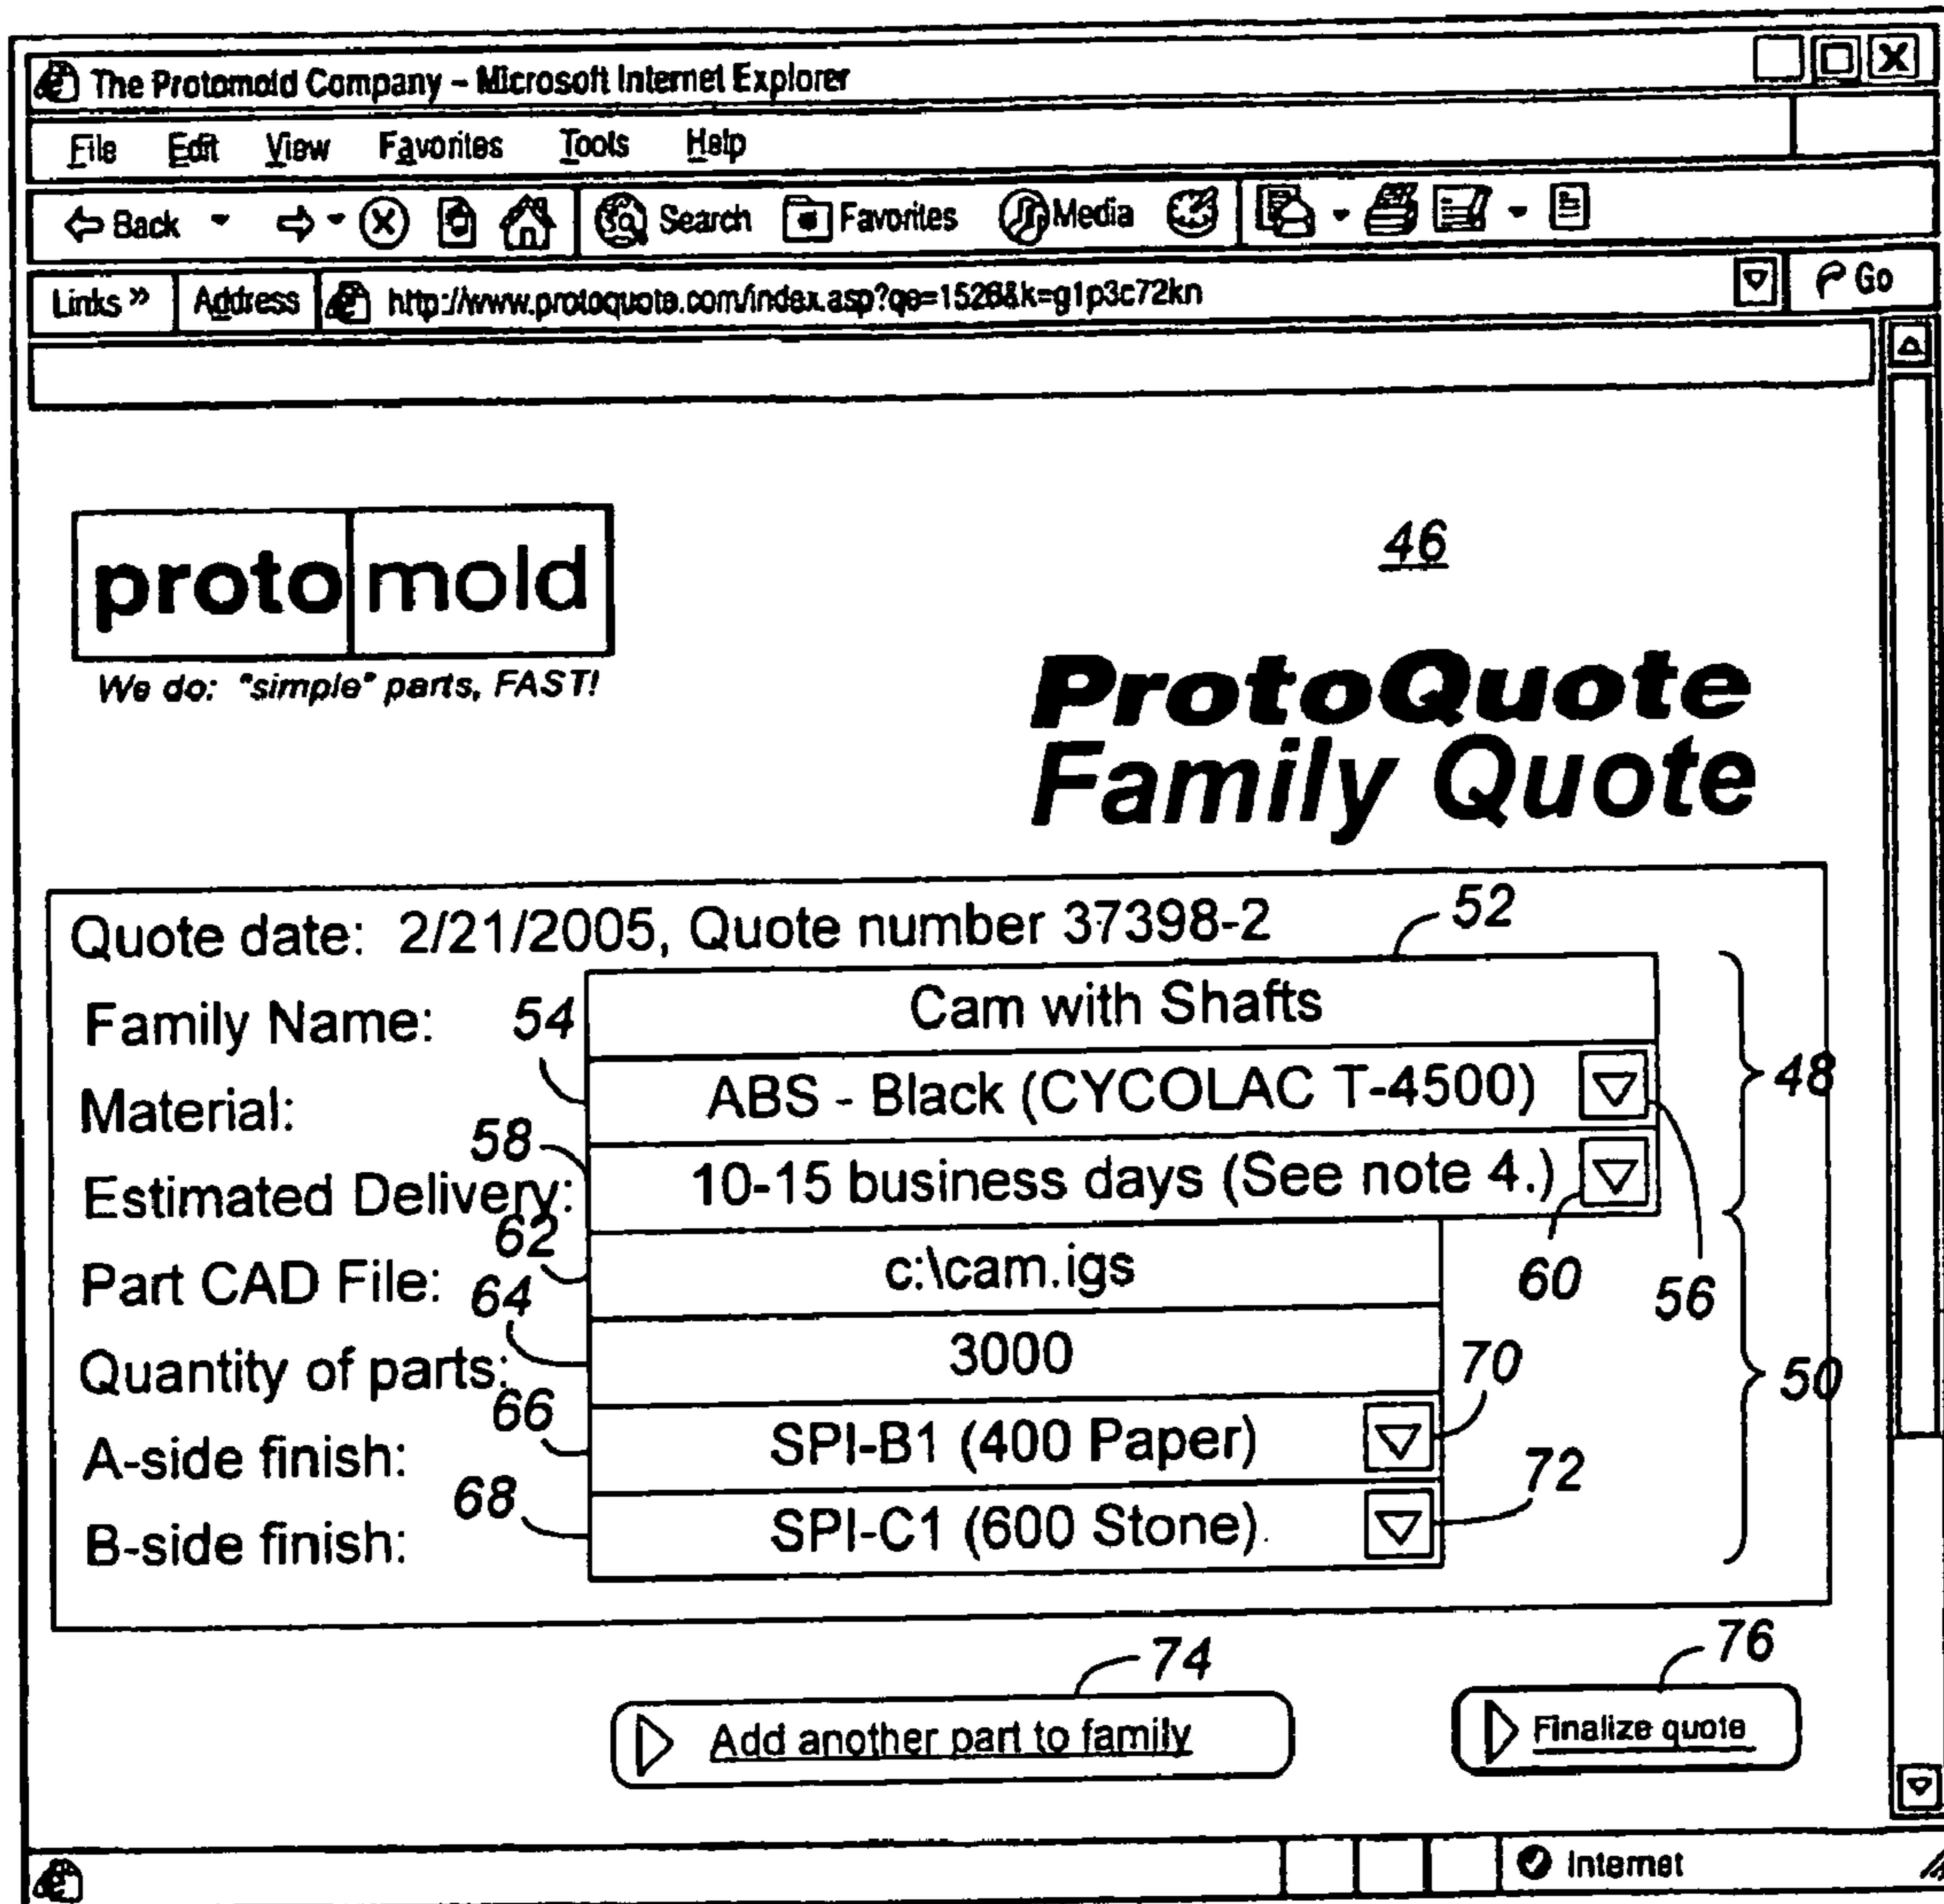 The Protomold Company – Microsoft Internet Explorer
File Edit View Favorites Tools Help
Back Search Favorites Media
Links » Address http://www.protoquote.com/index.asp?qe=1526&k=g1p3c72kn Go
proto mold
We do: "simple" parts, FAST!
46
ProtoQuote
Family Quote
Quote date: 2/21/2005, Quote number 37398-2
52
Family Name: 54 Cam with Shafts
Material: ABS - Black (CYCOLAC T-4500) 48
58
Estimated Delivery: 10-15 business days (See note 4.)
62
Part CAD File: c:\cam.igs 60 56
64
Quantity of parts: 3000 70 50
66
A-side finish: SPI-B1 (400 Paper)
68 72
B-side finish: SPI-C1 (600 Stone)
74 76
Add another part to family Finalize quote
Internet